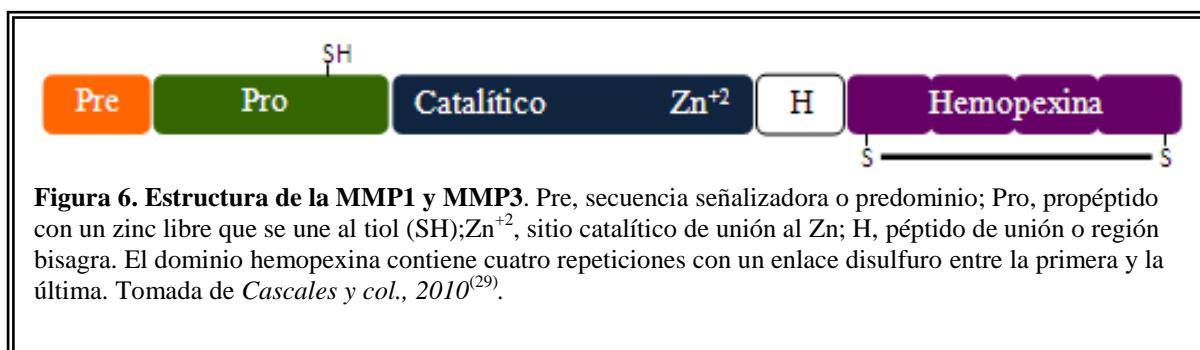 SH
Pre Pro Catalítico Zn+2 H Hemopexina
S S
Figura 6. Estructura de la MMP1 y MMP3. Pre, secuencia señalizadora o predominio; Pro, propéptido
con un zinc libre que se une al tiol (SH);Zn+2, sitio catalítico de unión al Zn; H, péptido de unión o región
bisagra. El dominio hemopexina contiene cuatro repeticiones con un enlace disulfuro entre la primera y la
última. Tomada de Cascales y col., 2010(29).